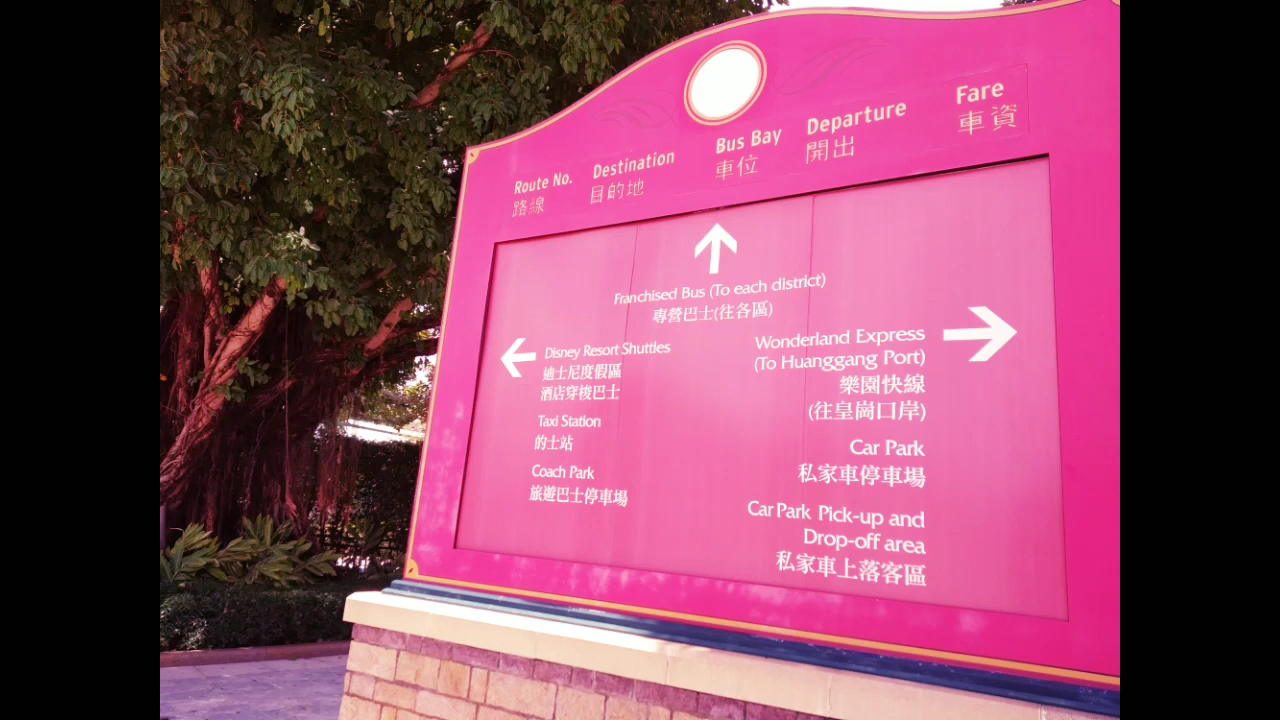 Route No.
路線
Destination
目的地
Bus Bay
車位
Departure
開出
Fare
車資
Franchised Bus (To each district)
專營巴士(往各區)
Disney Resort Shuttles
迪士尼度假區
酒店穿梭巴士
Taxi Station
的士站
Coach Park
旅遊巴士停車場
Wonderland Express
(To Huanggang Port)
樂園快線
(往皇崗口岸)
Car Park
私家車停車場
Car Park Pick-up and
Drop-off area
私家車上落客區